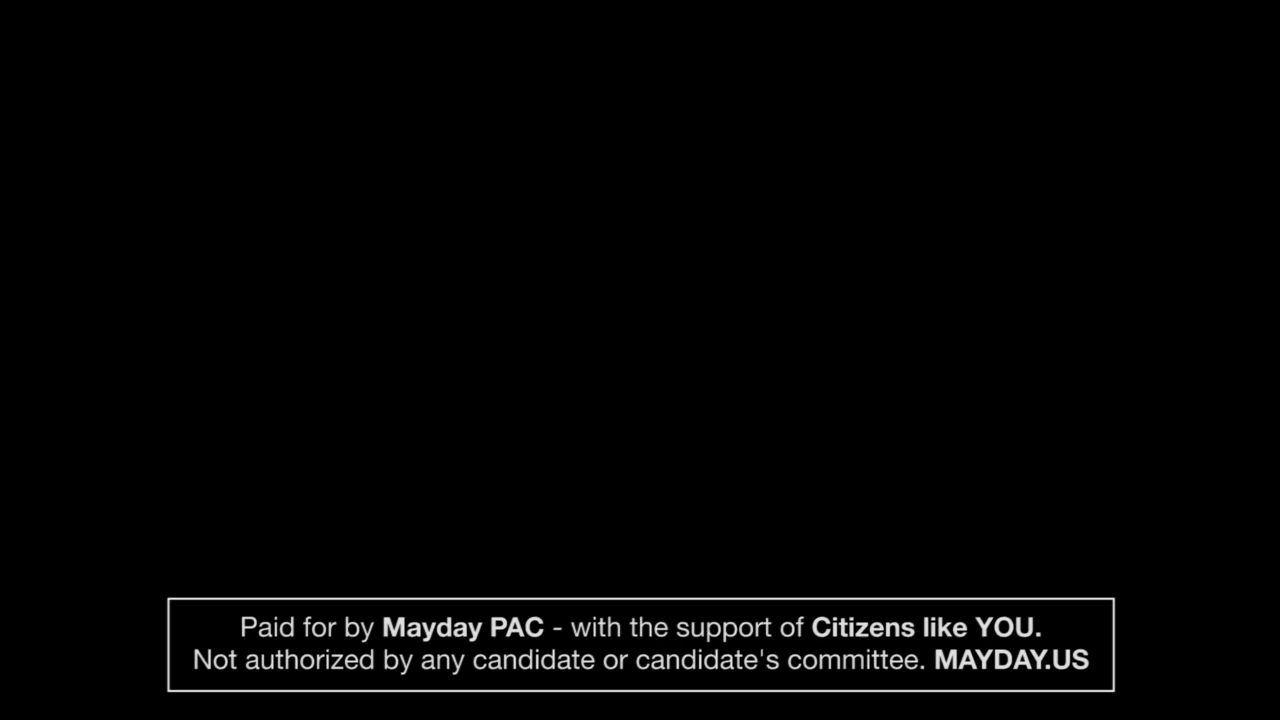 Paid for by Mayday PAC - with the support of Citizens like YOU.
Not authorized by any candidate or candidate's committee. MAYDAY.US